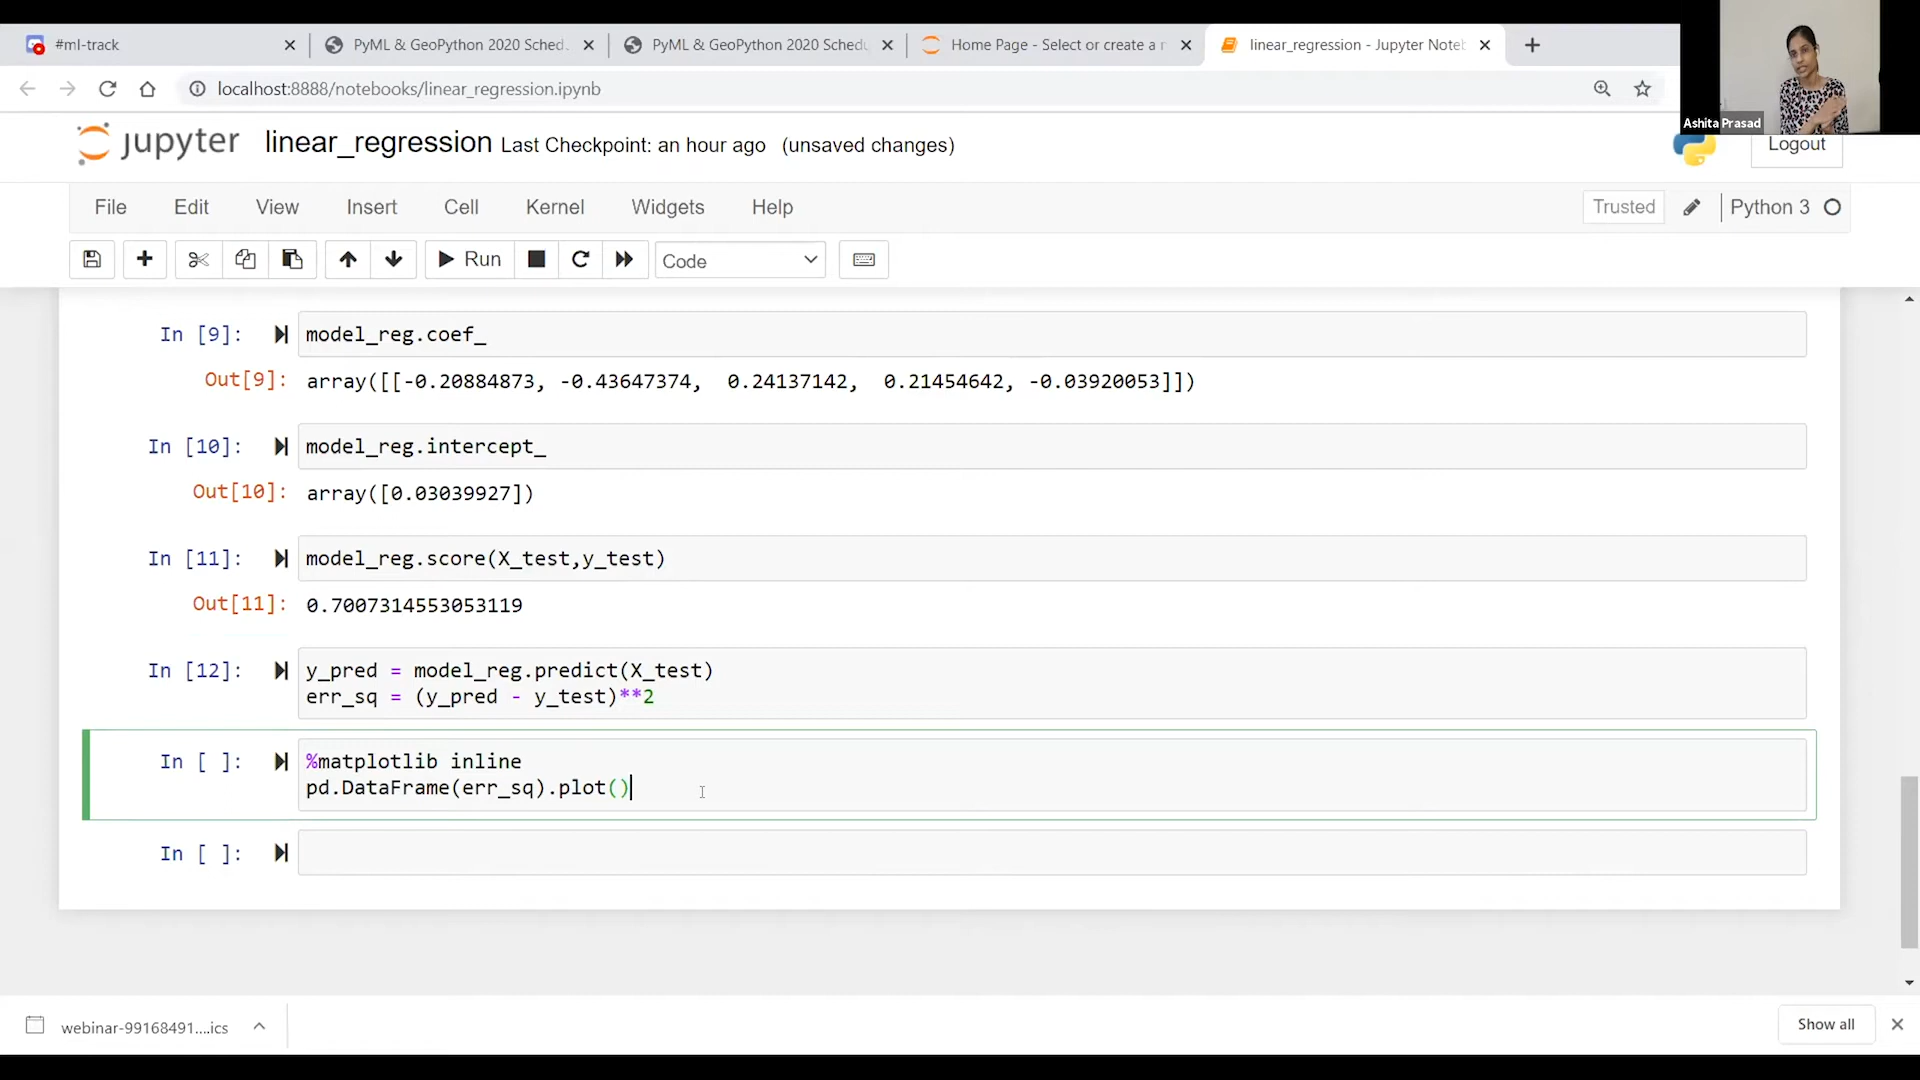 #ml-track
PyML & GeoPython 2020 Sched.
PyML & GeoPython 2020 Schedu
Home Page - Select or create a n
linear_regression - Jupyter Noteb
localhost:8888/notebooks/linear_regression.ipynb
Ashita Prasad
jupyter linear_regression Last Checkpoint: an hour ago (unsaved changes)
Logout
File Edit View Insert Cell Kernel Widgets Help
Trusted Python 3
Run Code
In [9]: model_reg.coef_
Out[9]: array([[-0.20884873, -0.43647374, 0.24137142, 0.21454642, -0.03920053]])
In [10]: model_reg.intercept_
Out[10]: array([0.03039927])
In [11]: model_reg.score(X_test,y_test)
Out[11]: 0.7007314553053119
In [12]: y_pred = model_reg.predict(X_test)
err_sq = (y_pred - y_test)**2
In [ ]: %matplotlib inline
pd.DataFrame(err_sq).plot()
In [ ]:
webinar-99168491....ics
Show all